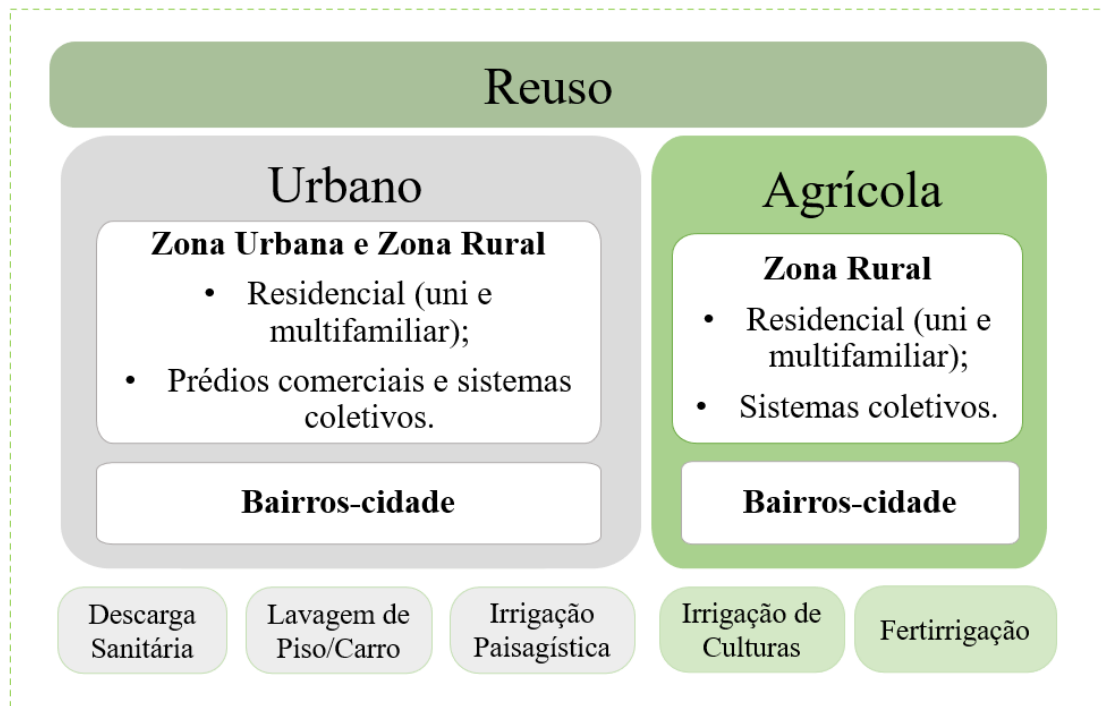 Reuso
Urbano
Zona Urbana e Zona Rural
• Residencial (uni e
multifamiliar);
• Prédios comerciais e sistemas
coletivos.
Bairros-cidade
Agrícola
Zona Rural
• Residencial (uni e
multifamiliar);
• Sistemas coletivos.
Bairros-cidade
Descarga
Sanitária
Lavagem de
Piso/Carro
Irrigação
Paisagística
Irrigação de
Culturas
Fertirrigação